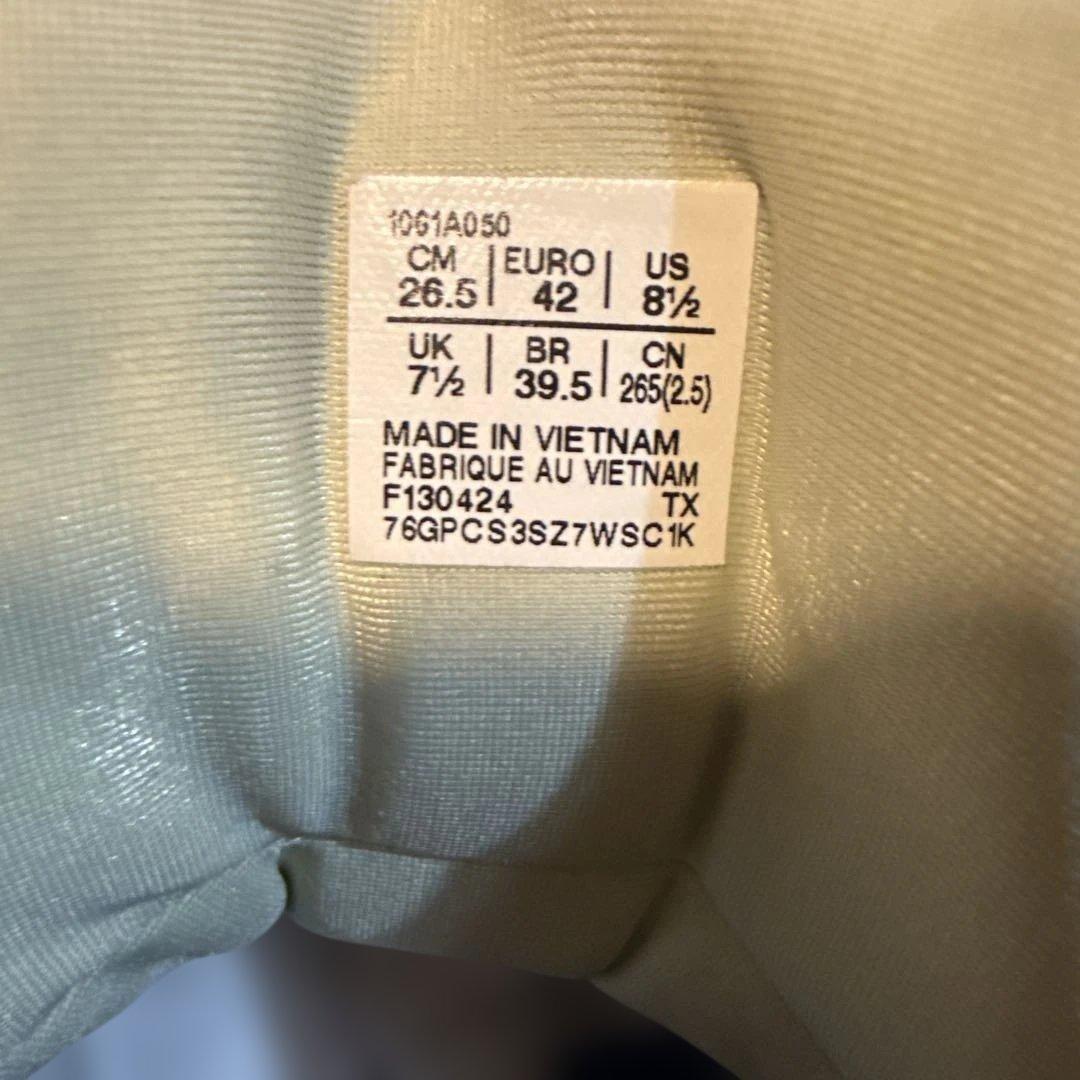 1061A050
CM | EURO | US
26.5 | 42 | 8½
UK | BR | CN
7½ | 39.5 | 265(2.5)
MADE IN VIETNAM
FABRIQUE AU VIETNAM
F130424 TX
76GPCS3SZ7WSC1K